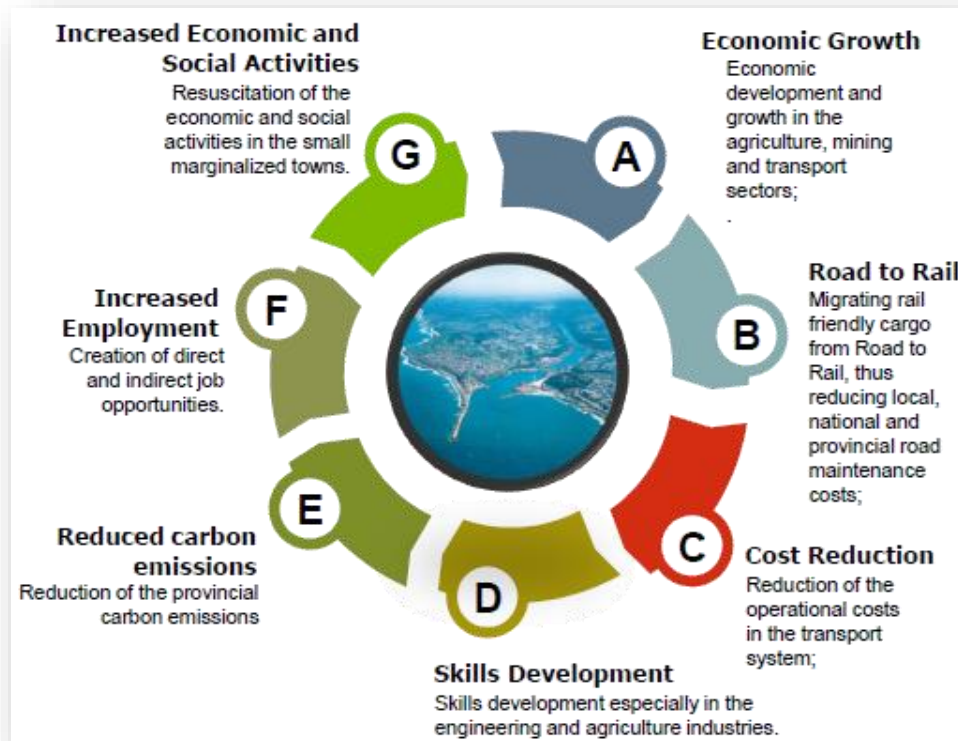 A
Economic Growth
Economic
development and
growth in the
agriculture, mining
and transport
sectors;
.
B
Road to Rail
Migrating rail
friendly cargo
from Road to
Rail, thus
reducing local,
national and
provincial road
maintenance
costs;
C
Cost Reduction
Reduction of the
operational costs
in the transport
system;
D
Skills Development
Skills development especially in the
engineering and agriculture industries.
E
Reduced carbon
emissions
Reduction of the provincial
carbon emissions
F
Increased
Employment
Creation of direct
and indirect job
opportunities.
G
Increased Economic and
Social Activities
Resuscitation of the
economic and social
activities in the small
marginalized towns.